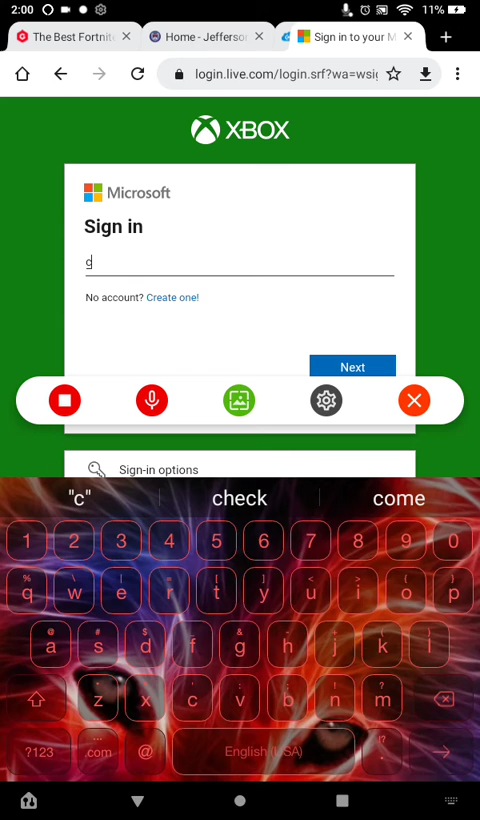 2:00 11%
The Best Fortnite Home - Jefferson Sign in to your M
login.live.com/login.srf?wa=wsig
XBOX
Microsoft
Sign in
c
No account? Create one!
Next
Sign-in options
"c" check come
1 2 3 4 5 6 7 8 9 0
% \ | = [ ] < > { }
q w e r t y u i o p
@ # $ & - + ( )
a s d f g h j k l
* " ' : ; ! ?
z x c v b n m
?123 .com @ English (USA) !? .